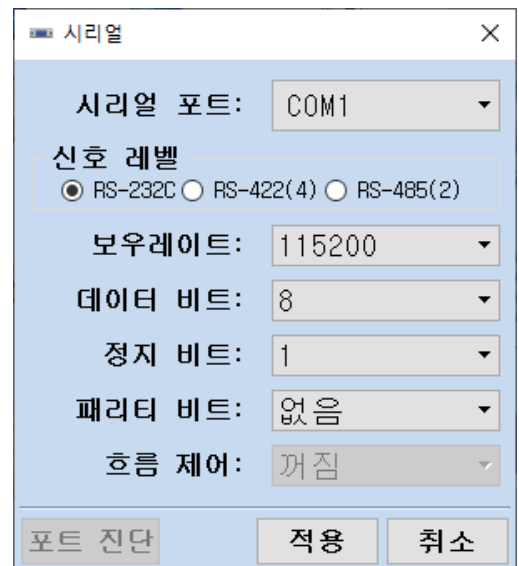 시리얼
시리얼 포트: COM1
신호 레벨
RS-232C RS-422(4) RS-485(2)
보우레이트: 115200
데이터 비트: 8
정지 비트: 1
패리티 비트: 없음
흐름 제어: 꺼짐
포트 진단 적용 취소